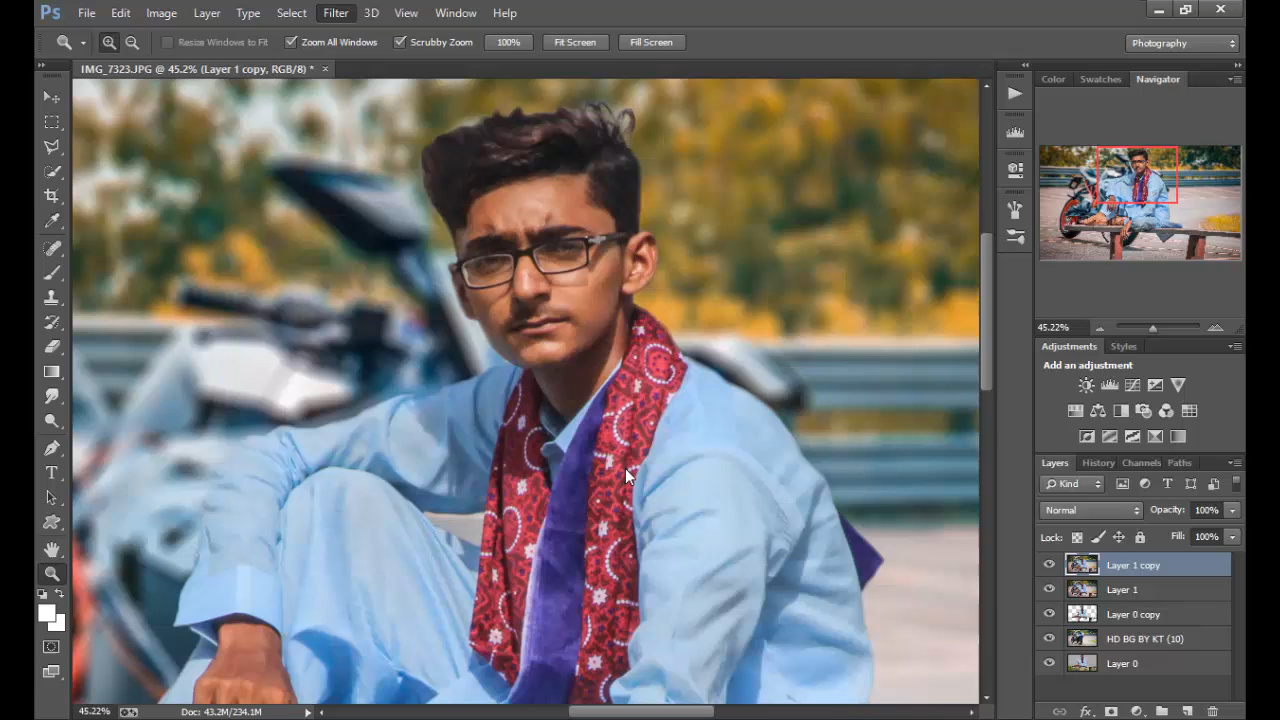 Ps File Edit Image Layer Type Select Filter 3D View Window Help
Resize Windows to Fit Zoom All Windows Scrubby Zoom 100% Fit Screen Fill Screen Photography
IMG_7323.JPG @ 45.2% (Layer 1 copy, RGB/8) * ×
Color Swatches Navigator
45.22%
Adjustments Styles
Add an adjustment
Layers History Channels Paths
Kind
Normal Opacity: 100%
Lock: Fill: 100%
Layer 1 copy
Layer 1
Layer 0 copy
HD BG BY KT (10)
Layer 0
45.22% Doc: 43.2M/234.1M
fx